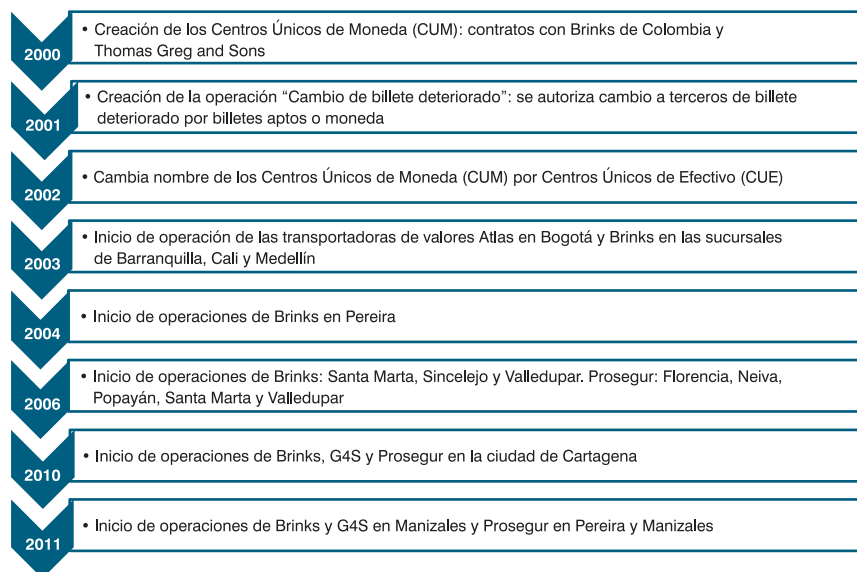 • Creación de los Centros Únicos de Moneda (CUM): contratos con Brinks de Colombia y
Thomas Greg and Sons
2000
• Creación de la operación “Cambio de billete deteriorado”: se autoriza cambio a terceros de billete
deteriorado por billetes aptos o moneda
2001
• Cambia nombre de los Centros Únicos de Moneda (CUM) por Centros Únicos de Efectivo (CUE)
2002
• Inicio de operación de las transportadoras de valores Atlas en Bogotá y Brinks en las sucursales
de Barranquilla, Cali y Medellín
2003
• Inicio de operaciones de Brinks en Pereira
2004
• Inicio de operaciones de Brinks: Santa Marta, Sincelejo y Valledupar. Prosegur: Florencia, Neiva,
Popayán, Santa Marta y Valledupar
2006
• Inicio de operaciones de Brinks, G4S y Prosegur en la ciudad de Cartagena
2010
• Inicio de operaciones de Brinks y G4S en Manizales y Prosegur en Pereira y Manizales
2011